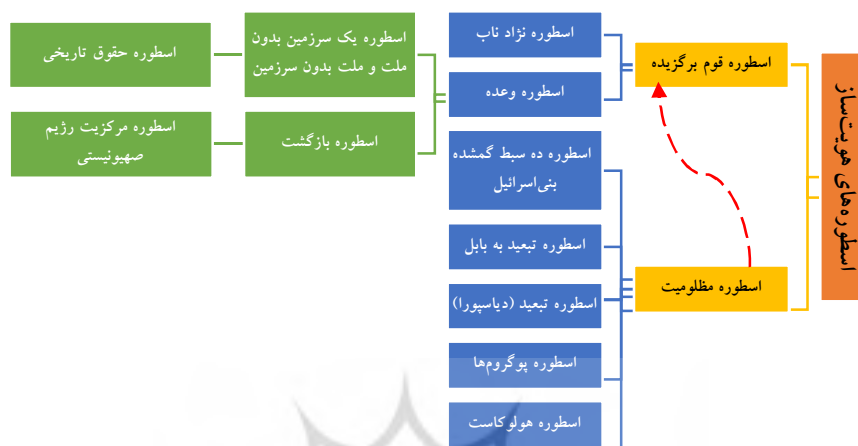 اسطوره‌های هویت‌ساز
اسطوره قوم برگزیده
اسطوره نژاد ناب
اسطوره وعده
اسطوره یک سرزمین بدون
ملت و ملت بدون سرزمین
اسطوره حقوق تاریخی
اسطوره بازگشت
اسطوره مرکزیت رژیم
صهیونیستی
اسطوره مظلومیت
اسطوره ده سبط گمشده
بنی‌اسرائیل
اسطوره تبعید به بابل
اسطوره تبعید (دیاسپورا)
اسطوره پوگروم‌ها
اسطوره هولوکاست